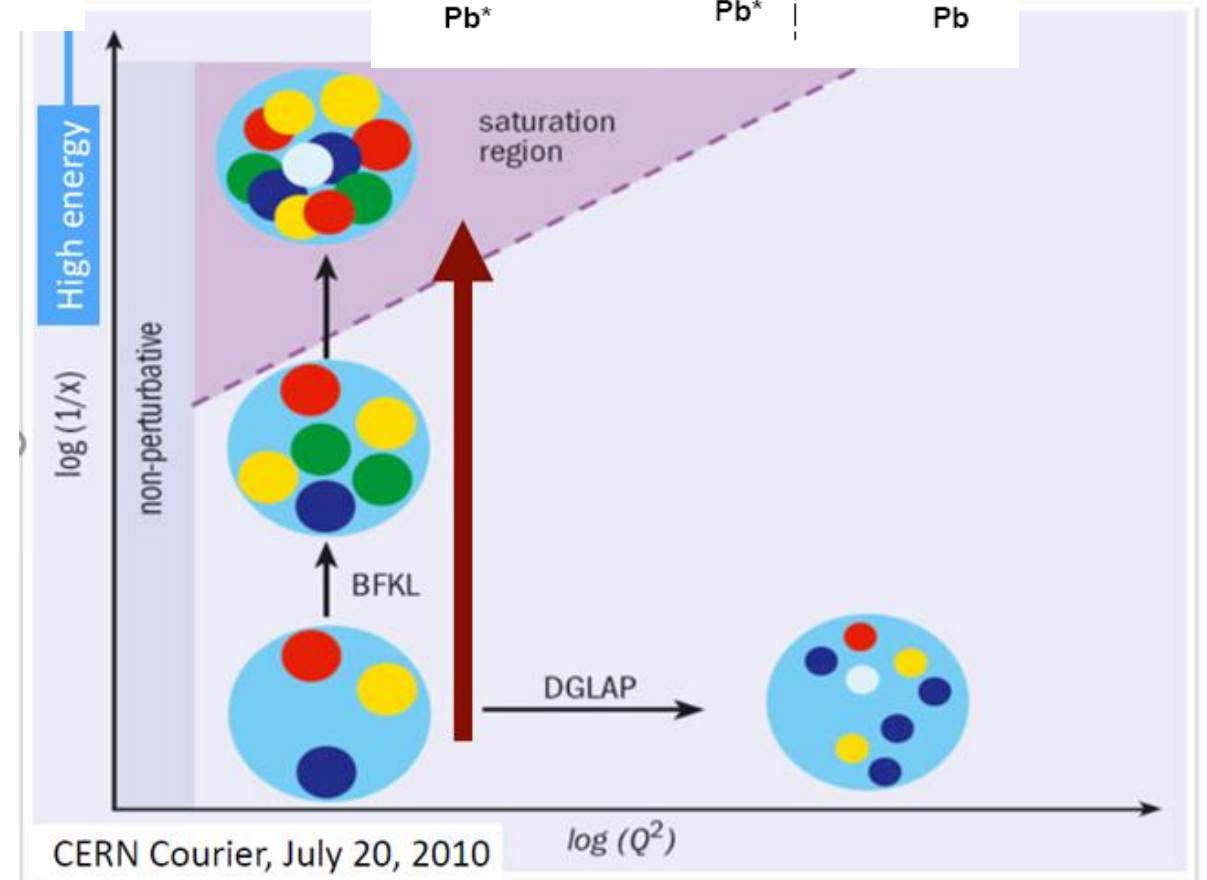 Pb*
Pb*
Pb
High energy
saturation
region
log (1/x)
non-perturbative
BFKL
DGLAP
log (Q²)
CERN Courier, July 20, 2010